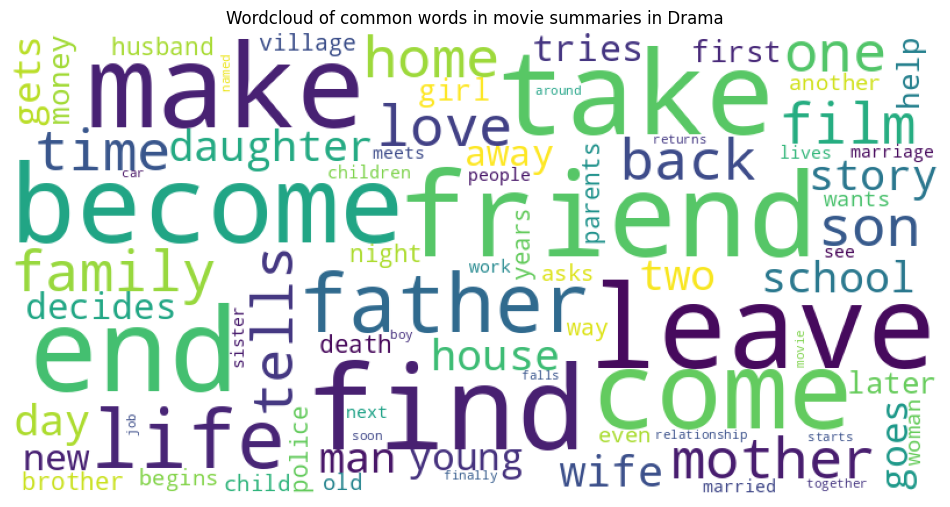 Wordcloud of common words in movie summaries in Drama
gets
money
husband
named
village
home
tries
first
one
help
make
girl
around
take
another
film
time
daughter
love
meets
away
returns
back
lives
marriage
car
children
people
parents
story
wants
become
friend
years
son
see
family
night
work
asks
two
school
decides
tells
father
way
leave
end
sister
death
boy
house
movie
find
falls
come
later
day
life
job
police
next
soon
even
relationship
starts
goes
woman
new
man
young
wife
mother
brother
begins
child
old
finally
married
together